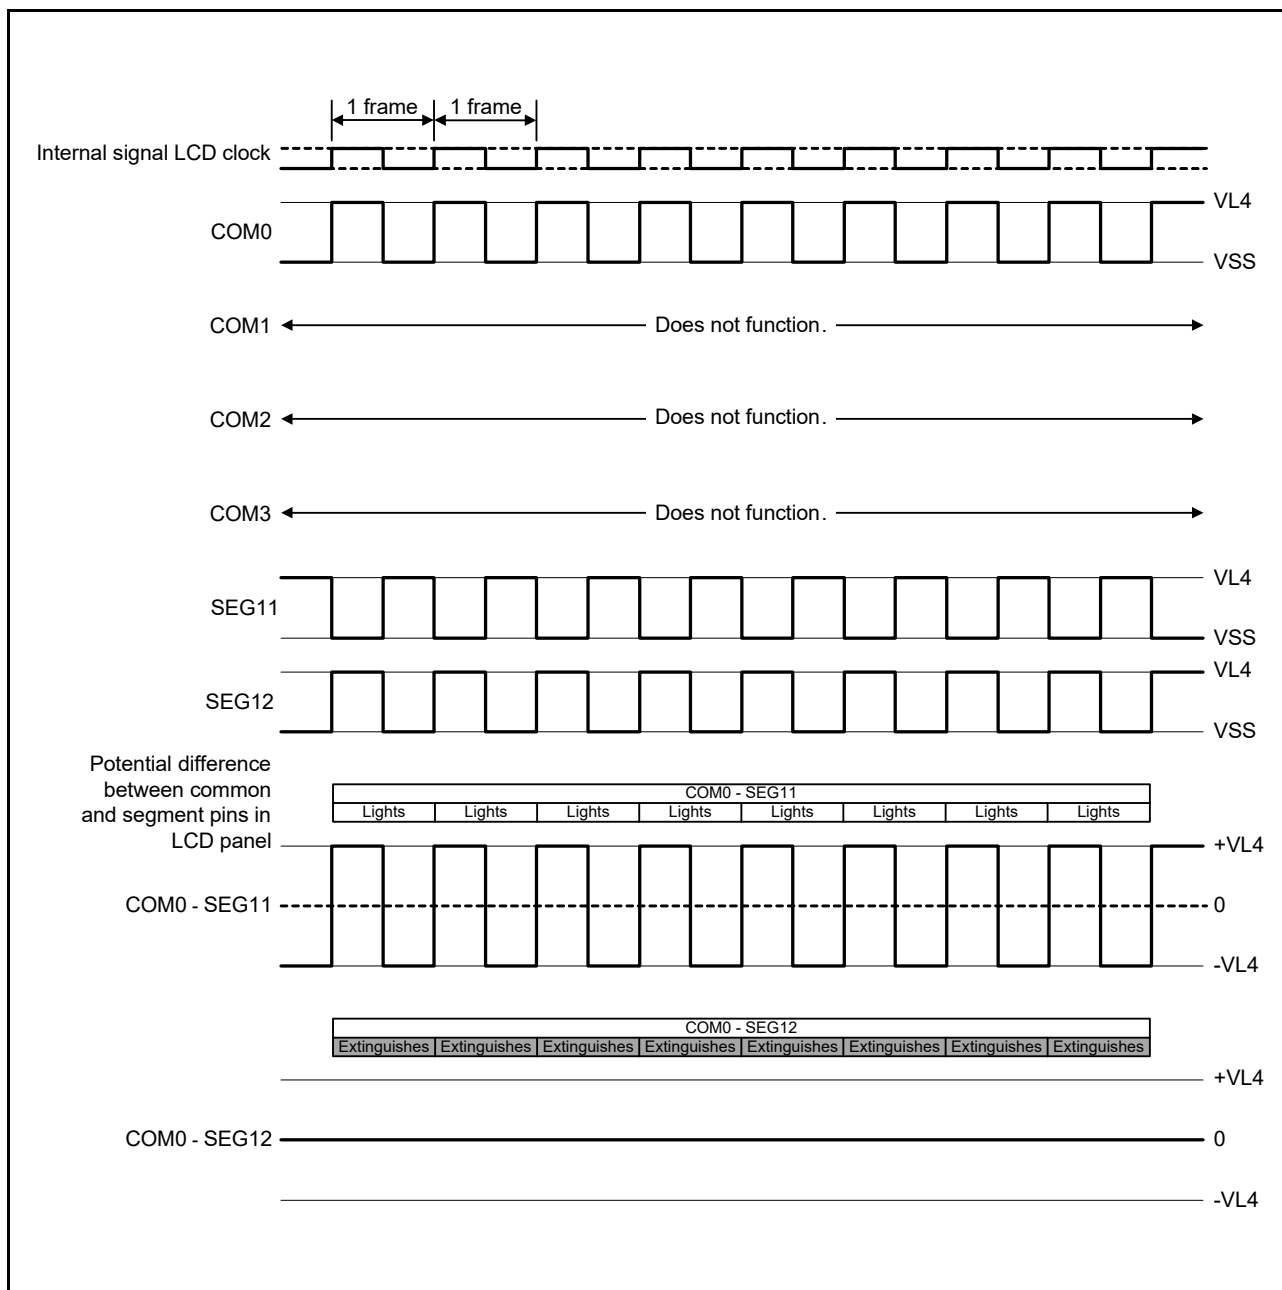 1 frame 1 frame
Internal signal LCD clock
VL4
COM0
VSS
COM1 Does not function.
COM2 Does not function.
COM3 Does not function.
VL4
SEG11
VSS
VL4
SEG12
VSS
Potential difference
between common
and segment pins in
LCD panel
COM0 - SEG11
Lights Lights Lights Lights Lights Lights Lights Lights
+VL4
COM0 - SEG11 0
-VL4
COM0 - SEG12
Extinguishes Extinguishes Extinguishes Extinguishes Extinguishes Extinguishes Extinguishes Extinguishes
+VL4
COM0 - SEG12 0
-VL4